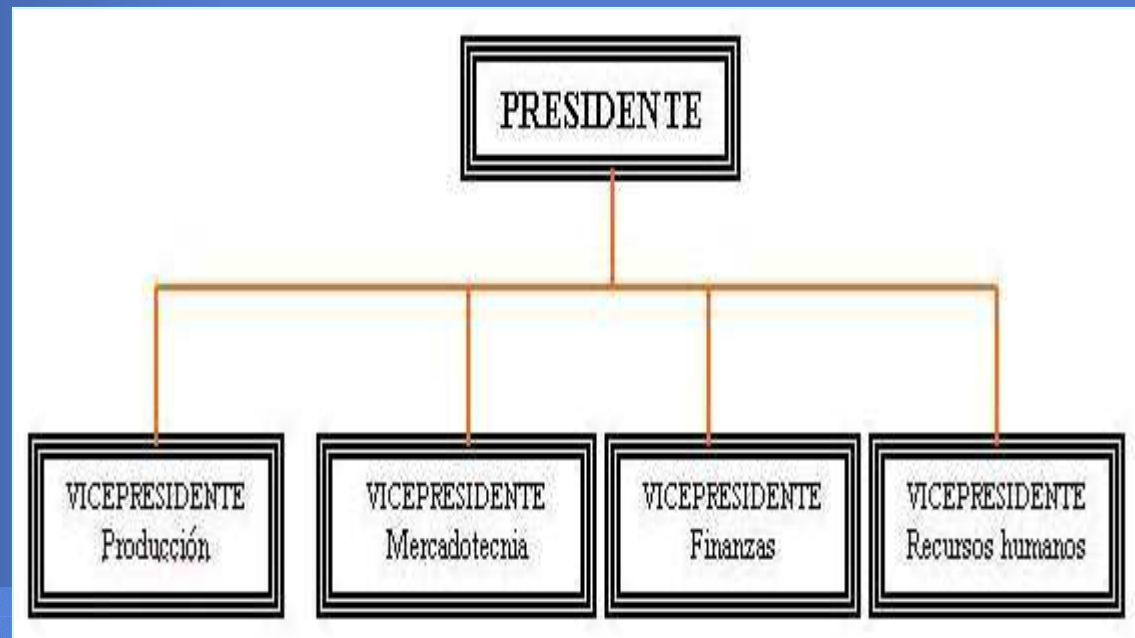 PRESIDENTE
VICEPRESIDENTE
Producción
VICEPRESIDENTE
Mercadotecnia
VICEPRESIDENTE
Finanzas
VICEPRESIDENTE
Recursos humanos